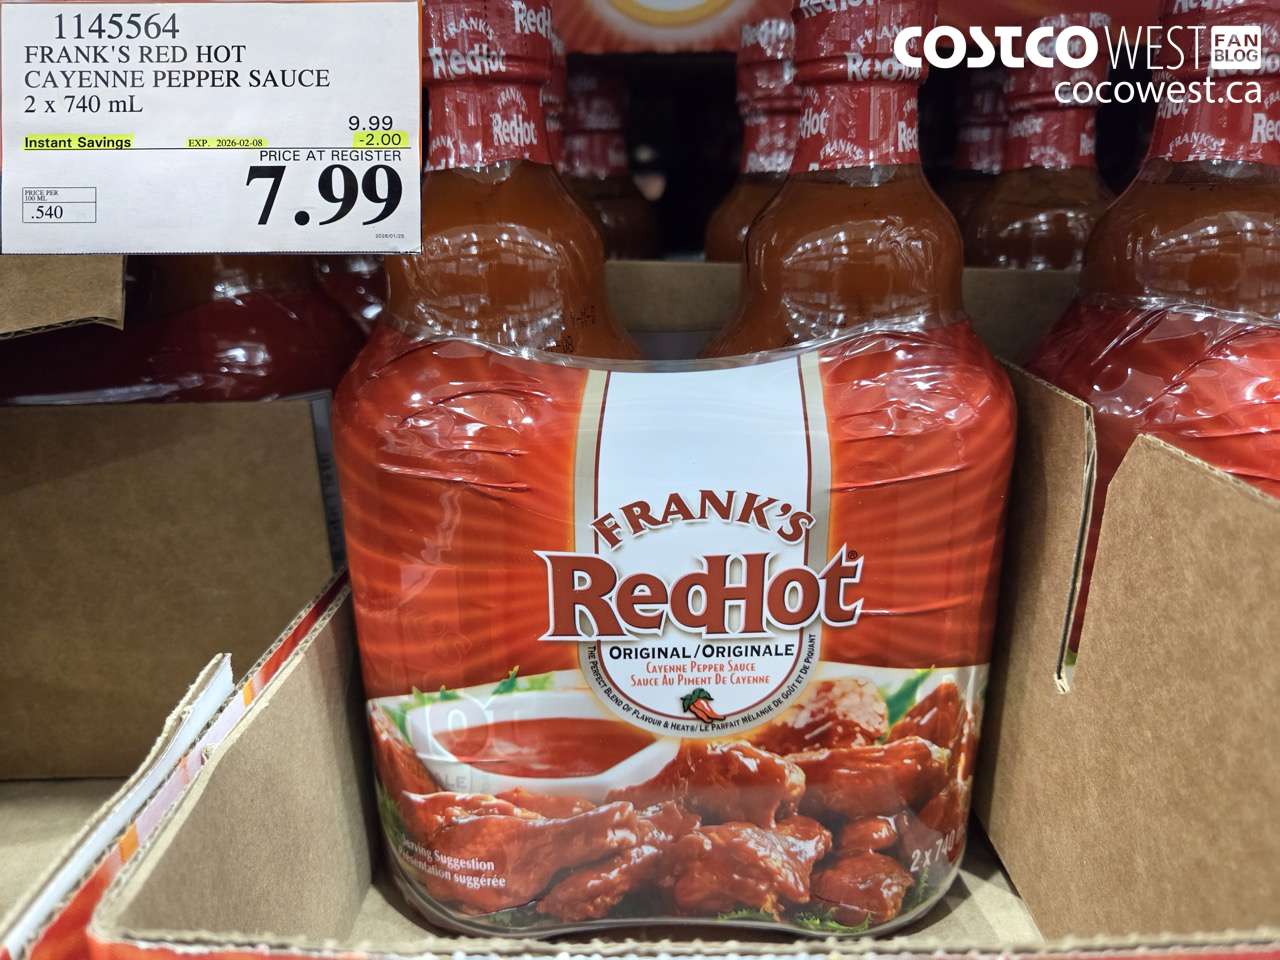 1145564
FRANK'S RED HOT
CAYENNE PEPPER SAUCE
2 x 740 mL
9.99
Instant Savings EXP. 2026-02-08 -2.00
PRICE AT REGISTER
7.99
PRICE PER
100 ML
.540
2026/01/25
COSTCO WEST FAN BLOG
cocowest.ca
FRANK'S
RedHot®
ORIGINAL/ORIGINALE
CAYENNE PEPPER SAUCE
SAUCE AU PIMENT DE CAYENNE
THE PERFECT BLEND OF FLAVOUR & HEAT®/ LE PARFAIT MÉLANGE DE GOÛT ET DE PIQUANT
Serving Suggestion
Présentation suggérée
2 x 740